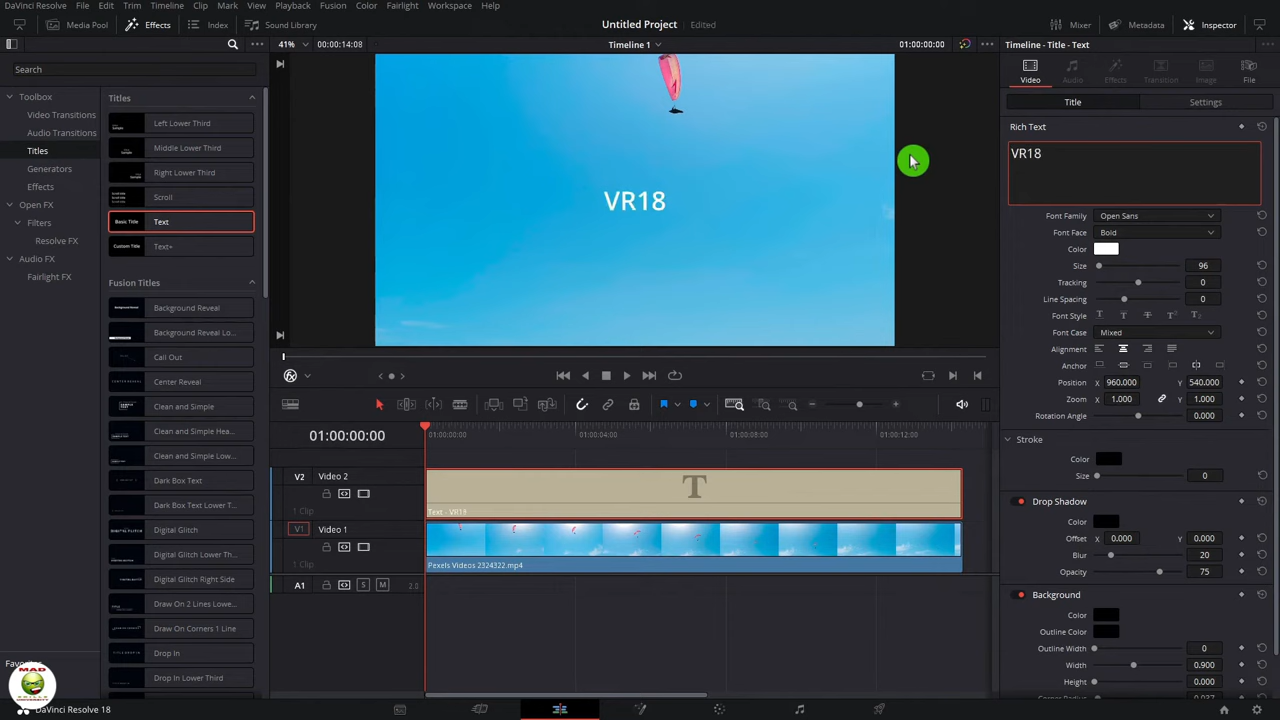 DaVinci Resolve File Edit Trim Timeline Clip Mark View Playback Fusion Color Fairlight Workspace Help
Media Pool Effects Index Sound Library Untitled Project Edited Mixer Metadata Inspector
41% 00:00:14:08 Timeline 1 01:00:00:00 Timeline - Title - Text
Search
Toolbox
Video Transitions
Audio Transitions
Titles
Generators
Effects
Open FX
Filters
Resolve FX
Audio FX
Fairlight FX
Titles
Left Lower Third
Middle Lower Third
Right Lower Third
Scroll
Basic Title Text
Custom Title Text+
Fusion Titles
Background Reveal
Background Reveal Lo...
Call Out
Center Reveal
Clean and Simple
Clean and Simple Hea...
Clean and Simple Low...
Dark Box Text
Dark Box Text Lower T...
Digital Glitch
Digital Glitch Lower Th...
Digital Glitch Right Side
Draw On 2 Lines Lowe...
Draw On Corners 1 Line
Drop In
Drop In Lower Third
VR18
01:00:00:00
01:00:00:00 01:00:04:00 01:00:08:00 01:00:12:00
V2 Video 2
1 Clip
T
Text - VR18
V1 Video 1
1 Clip
Pexels Videos 2324322.mp4
A1 S M 2.0
Video Audio Effects Transition Image File
Title Settings
Rich Text
VR18
Font Family Open Sans
Font Face Bold
Color
Size 96
Tracking 0
Line Spacing 0
Font Style T T T T T
Font Case Mixed
Alignment
Anchor
Position X 960.000 Y 540.000
Zoom X 1.000 Y 1.000
Rotation Angle 0.000
Stroke
Color
Size 0
Drop Shadow
Color
Offset X 0.000 Y 0.000
Blur 20
Opacity 75
Background
Color
Outline Color
Outline Width 0
Width 0.900
Height 0.000
Corner Radius 0.037
Favorites
MAD
DaVinci Resolve 18